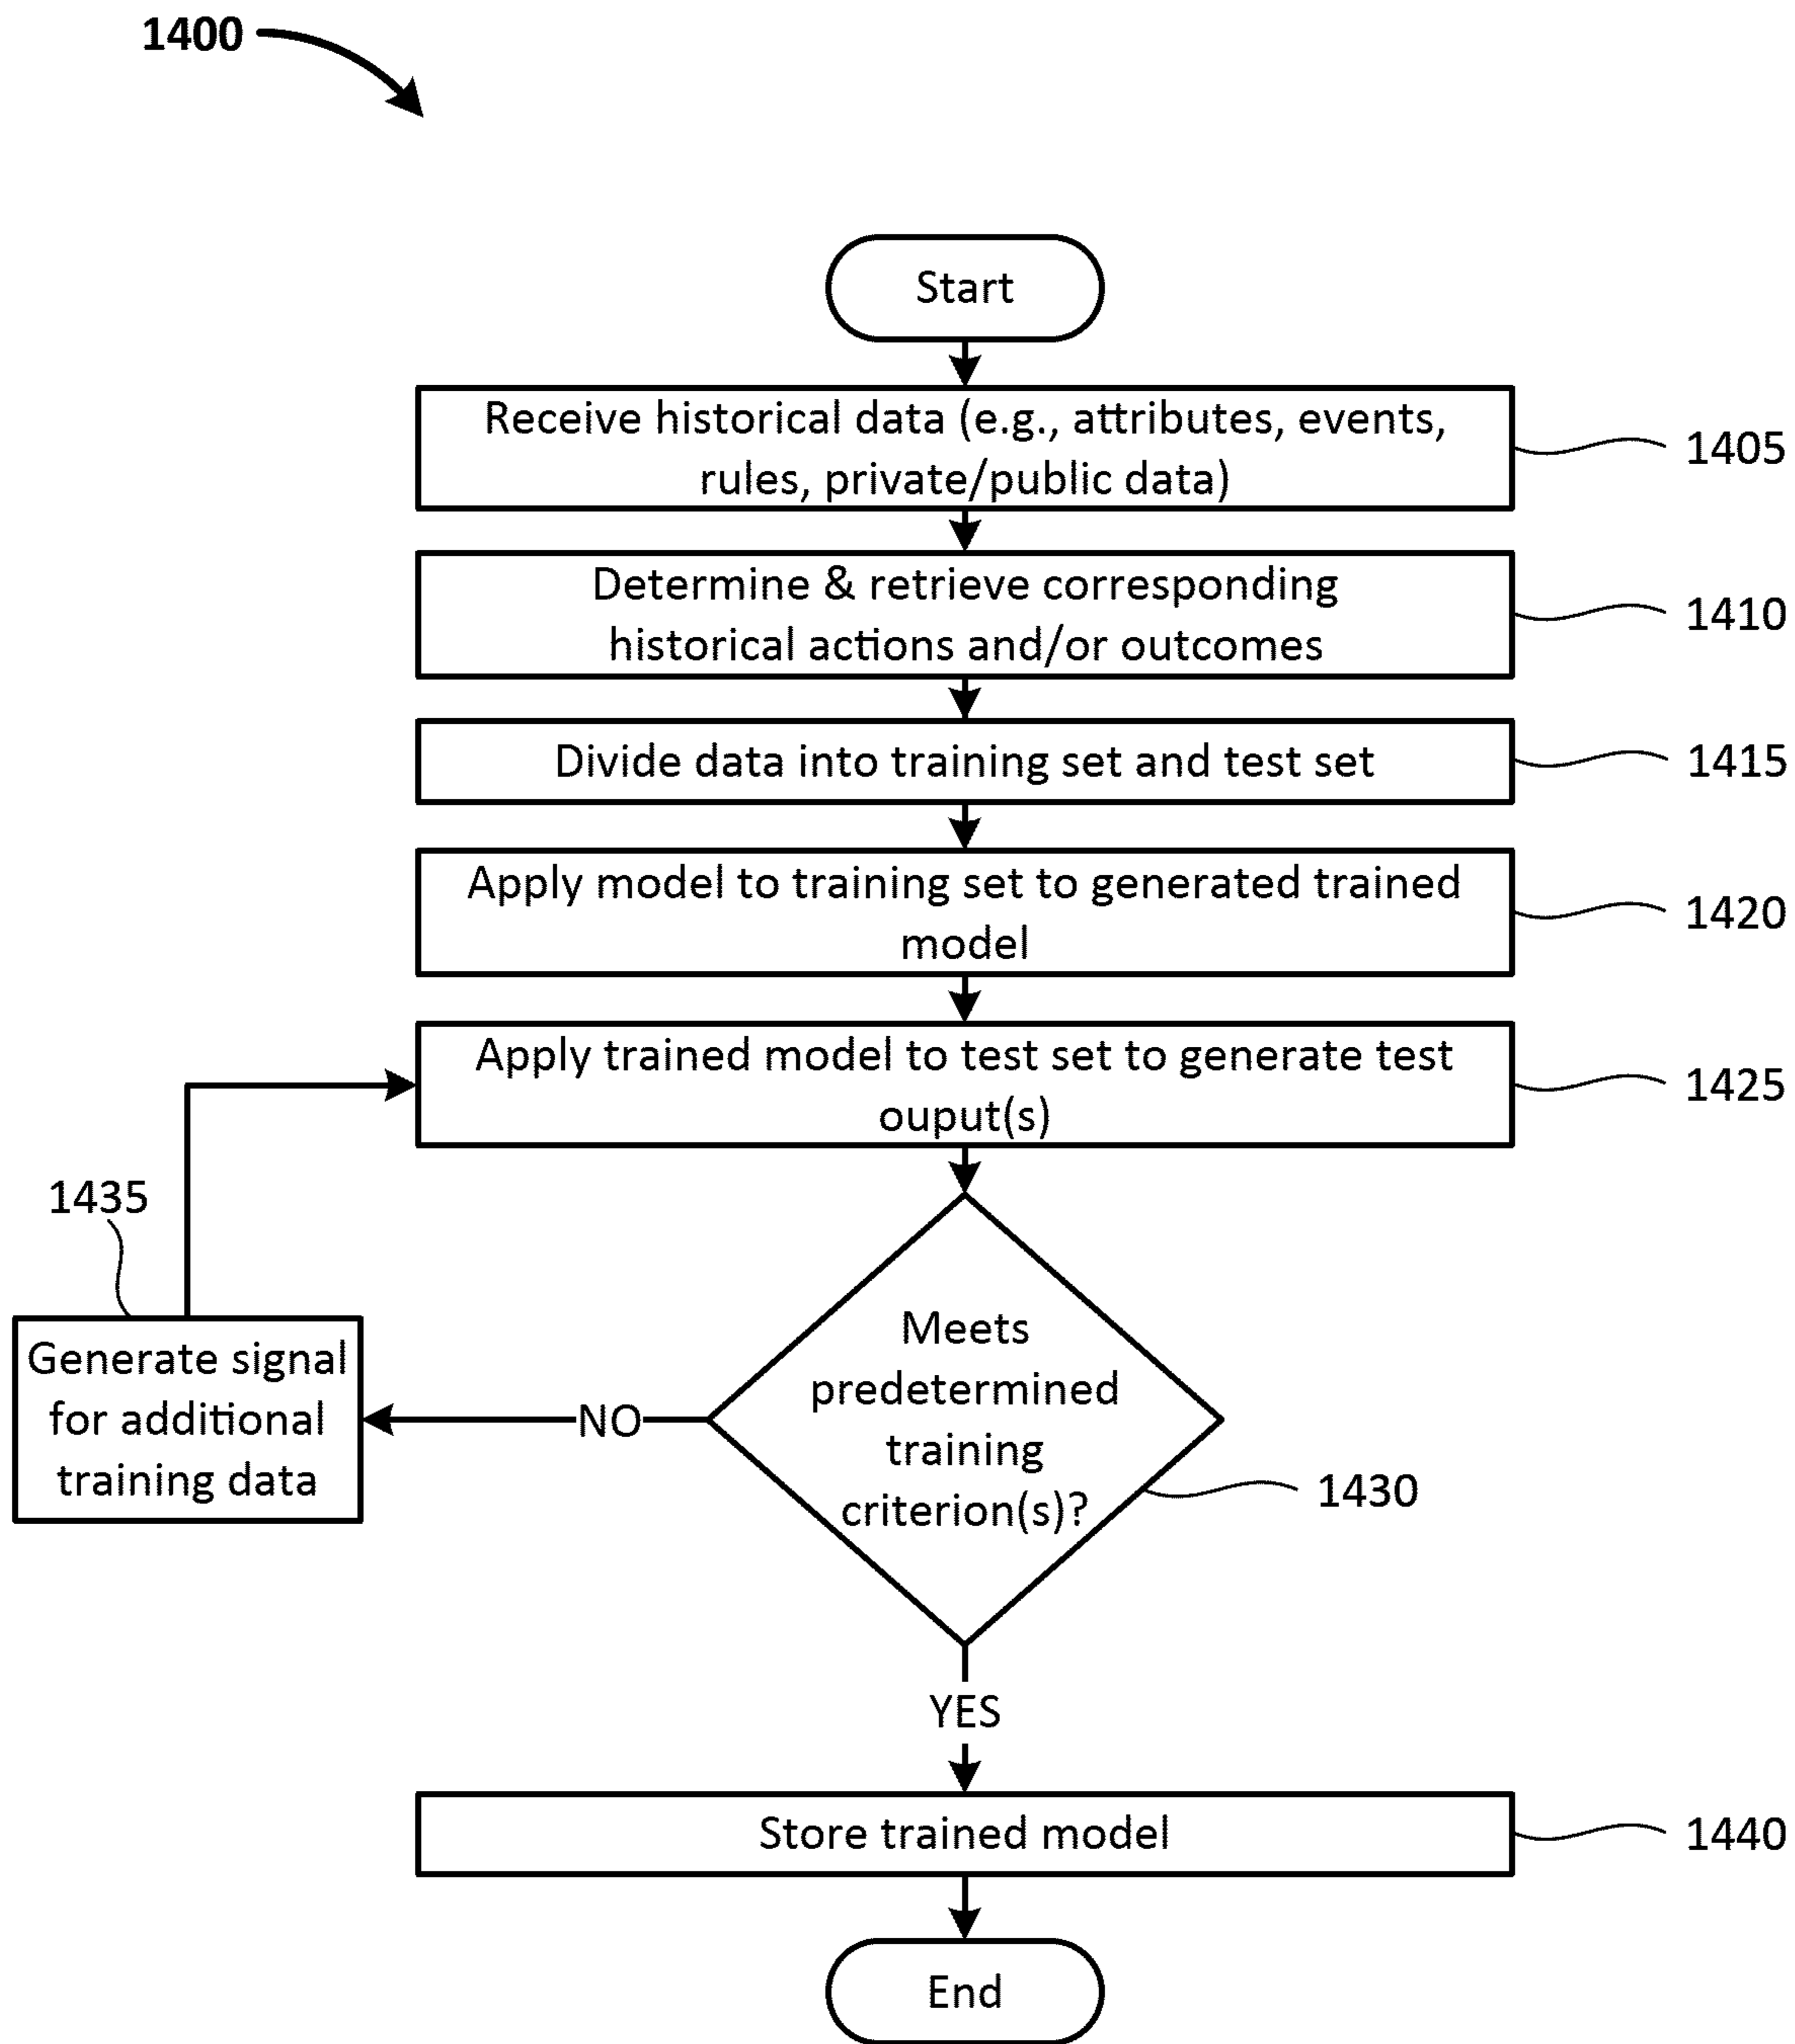 1400
Start
Receive historical data (e.g., attributes, events,
rules, private/public data)
1405
Determine & retrieve corresponding
historical actions and/or outcomes
1410
Divide data into training set and test set
1415
Apply model to training set to generated trained
model
1420
Apply trained model to test set to generate test
ouput(s)
1425
1435
Generate signal
for additional
training data
NO
Meets
predetermined
training
criterion(s)?
1430
YES
Store trained model
1440
End